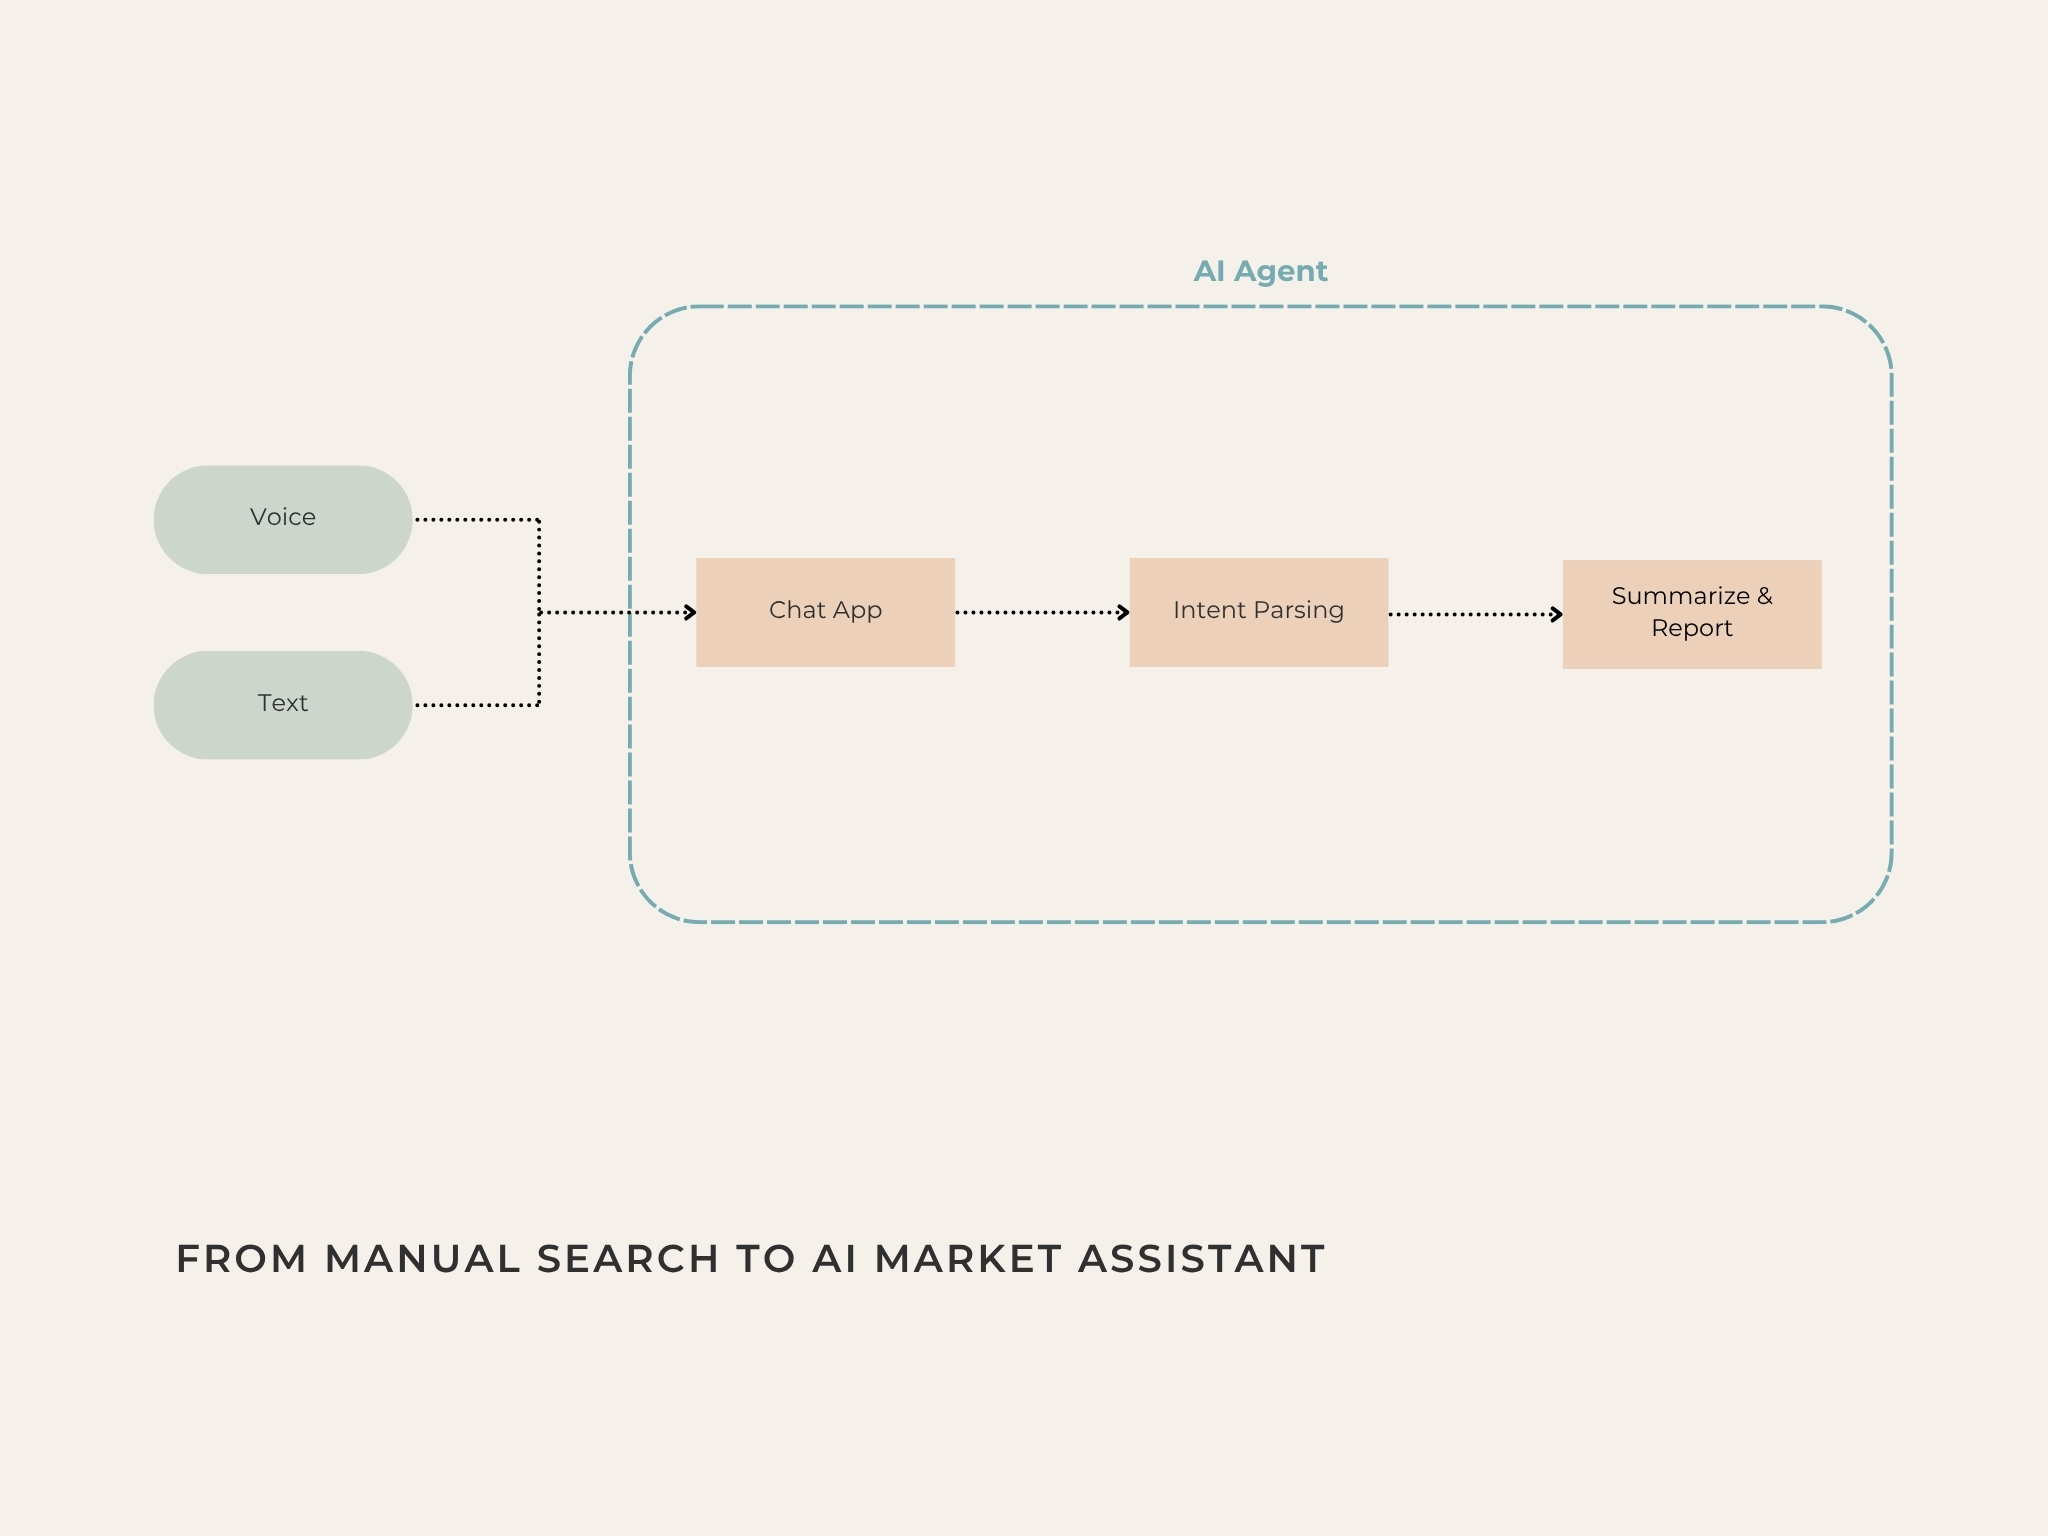 AI Agent
Voice
Text
Chat App
Intent Parsing
Summarize &
Report
FROM MANUAL SEARCH TO AI MARKET ASSISTANT